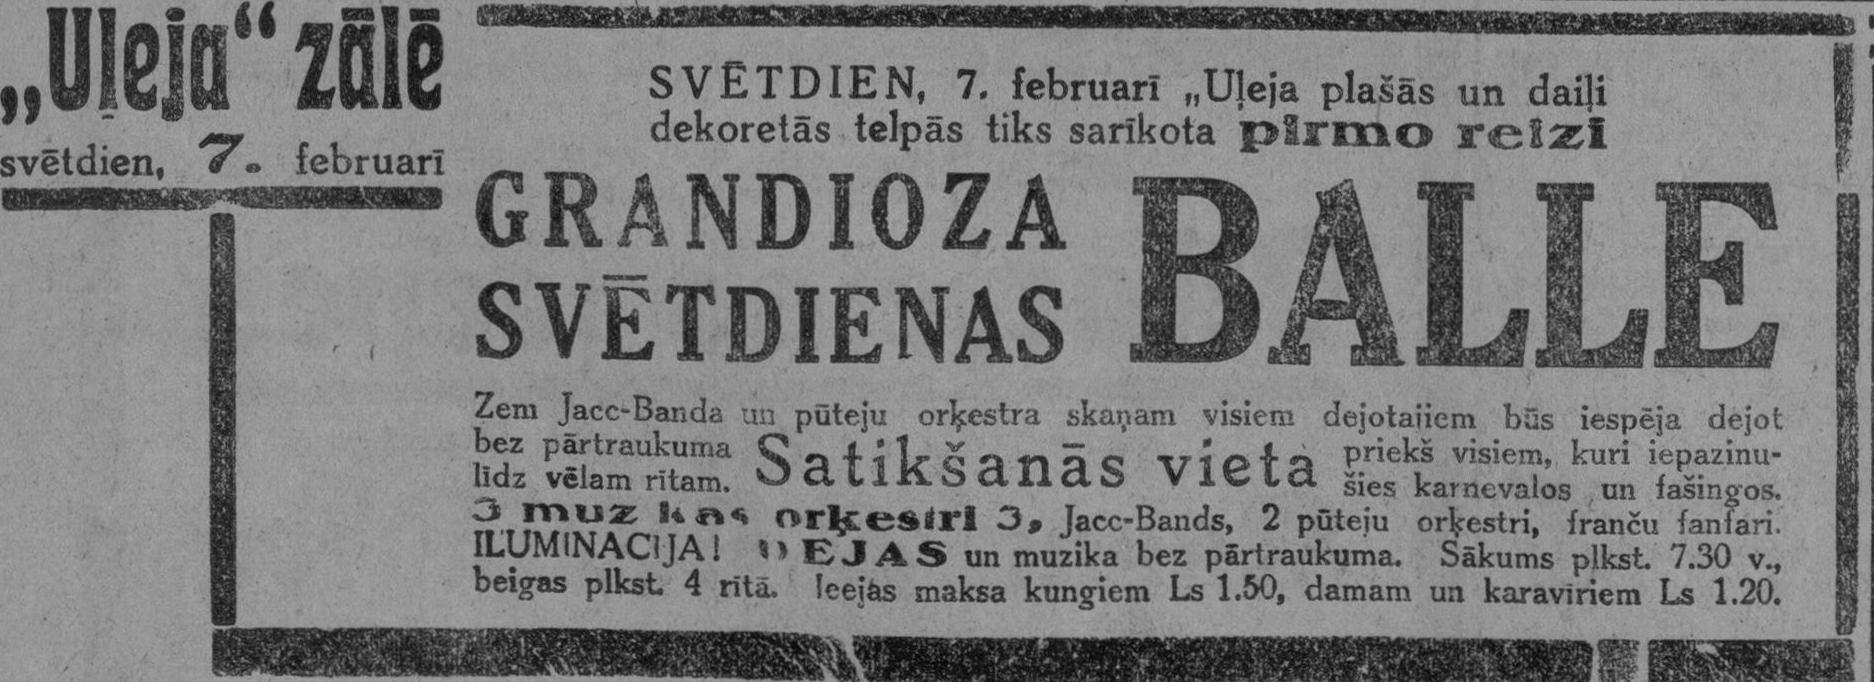 „Uļeja“ zālē
svētdien, 7. februarī
SVĒTDIEN, 7. februarī „Uļeja plašās un daiļi
dekoretās telpās tiks sarīkota pirmo reizi
GRANDIOZA
SVĒTDIENAS
BALLE
Zem Jacc-Banda un pūteju orķestra skaņam visiem dejotajiem būs iespēja dejot
bez pārtraukuma
līdz vēlam rītam.
Satikšanās vieta
priekš visiem, kuri iepazinu-
šies karnevalos un fašingos.
3 muz kas orķestri 3, Jacc-Bands, 2 pūteju orķestri, franču fanfari.
ILUMINACIJA! DEJAS un muzika bez pārtraukuma. Sākums plkst. 7.30 v.,
beigas plkst. 4 rītā. Ieejas maksa kungiem Ls 1.50, damam un karavīriem Ls 1.20.